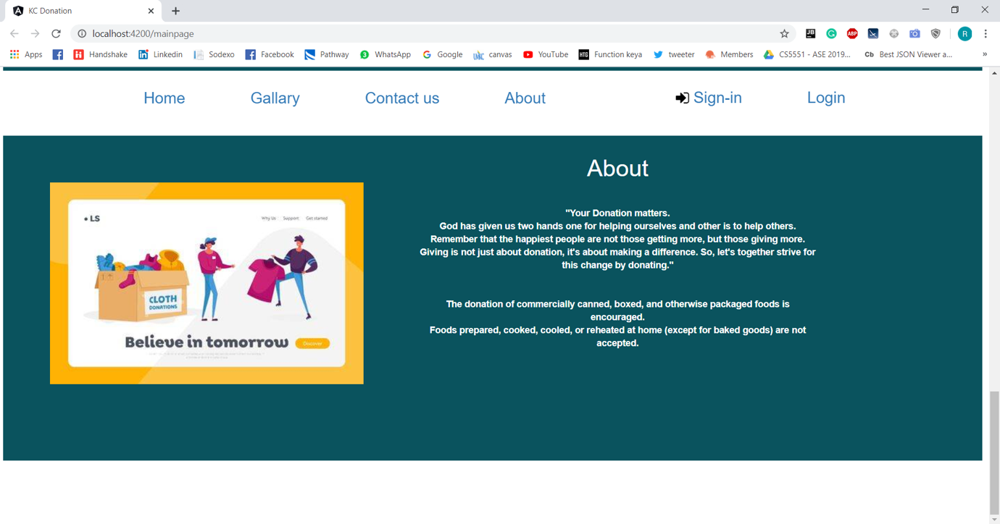 KC Donation
localhost:4200/mainpage
Apps Handshake Linkedin Sodexo Facebook Pathway WhatsApp Google canvas YouTube Function keya tweeter Members CS5551 - ASE 2019... Best JSON Viewer a... »
Home Gallary Contact us About Sign-in Login
About
"Your Donation matters.
God has given us two hands one for helping ourselves and other is to help others.
Remember that the happiest people are not those getting more, but those giving more.
Giving is not just about donation, it's about making a difference. So, let's together strive for
this change by donating."
The donation of commercially canned, boxed, and otherwise packaged foods is
encouraged.
Foods prepared, cooked, cooled, or reheated at home (except for baked goods) are not
accepted.
• LS
Why Us Support Get started
CLOTH
DONATIONS
Believe in tomorrow
Discover